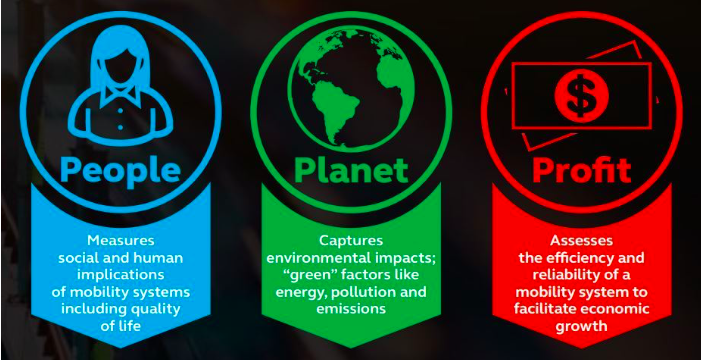 People
Measures
social and human
implications
of mobility systems
including quality
of life
Planet
Captures
environmental impacts;
“green” factors like
energy, pollution and
emissions
$
Profit
Assesses
the efficiency and
reliability of a
mobility system to
facilitate economic
growth